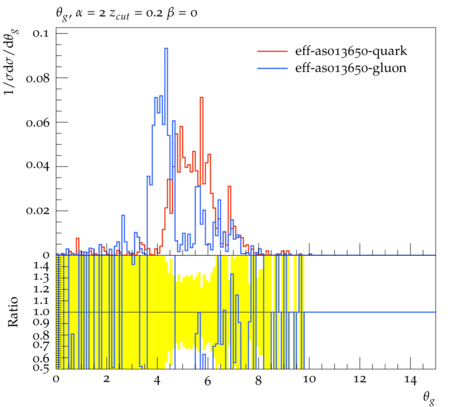 θg, α = 2 zcut = 0.2 β = 0
1/σdσ/dθg
0.1
0.08
0.06
0.04
0.02
0
eff-as013650-quark
eff-as013650-gluon
Ratio
1.4
1.3
1.2
1.1
1.0
0.9
0.8
0.7
0.6
0.5
0 2 4 6 8 10 12 14
θg